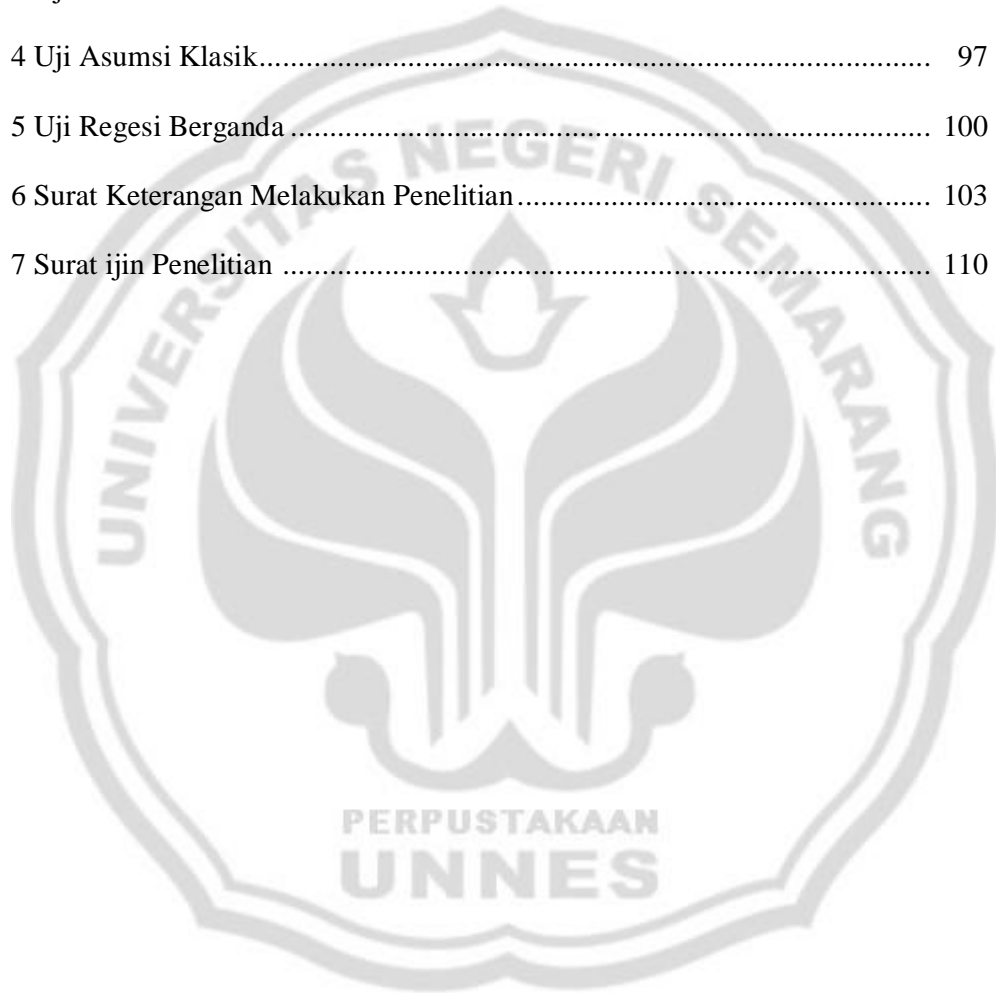 4 Uji Asumsi Klasik...................................................................................... 97
5 Uji Regesi Berganda .................................................................................. 100
6 Surat Keterangan Melakukan Penelitian..................................................... 103
7 Surat ijin Penelitian ................................................................................... 110
UNIVERSITAS NEGERI SEMARANG
PERPUSTAKAAN
UNNES